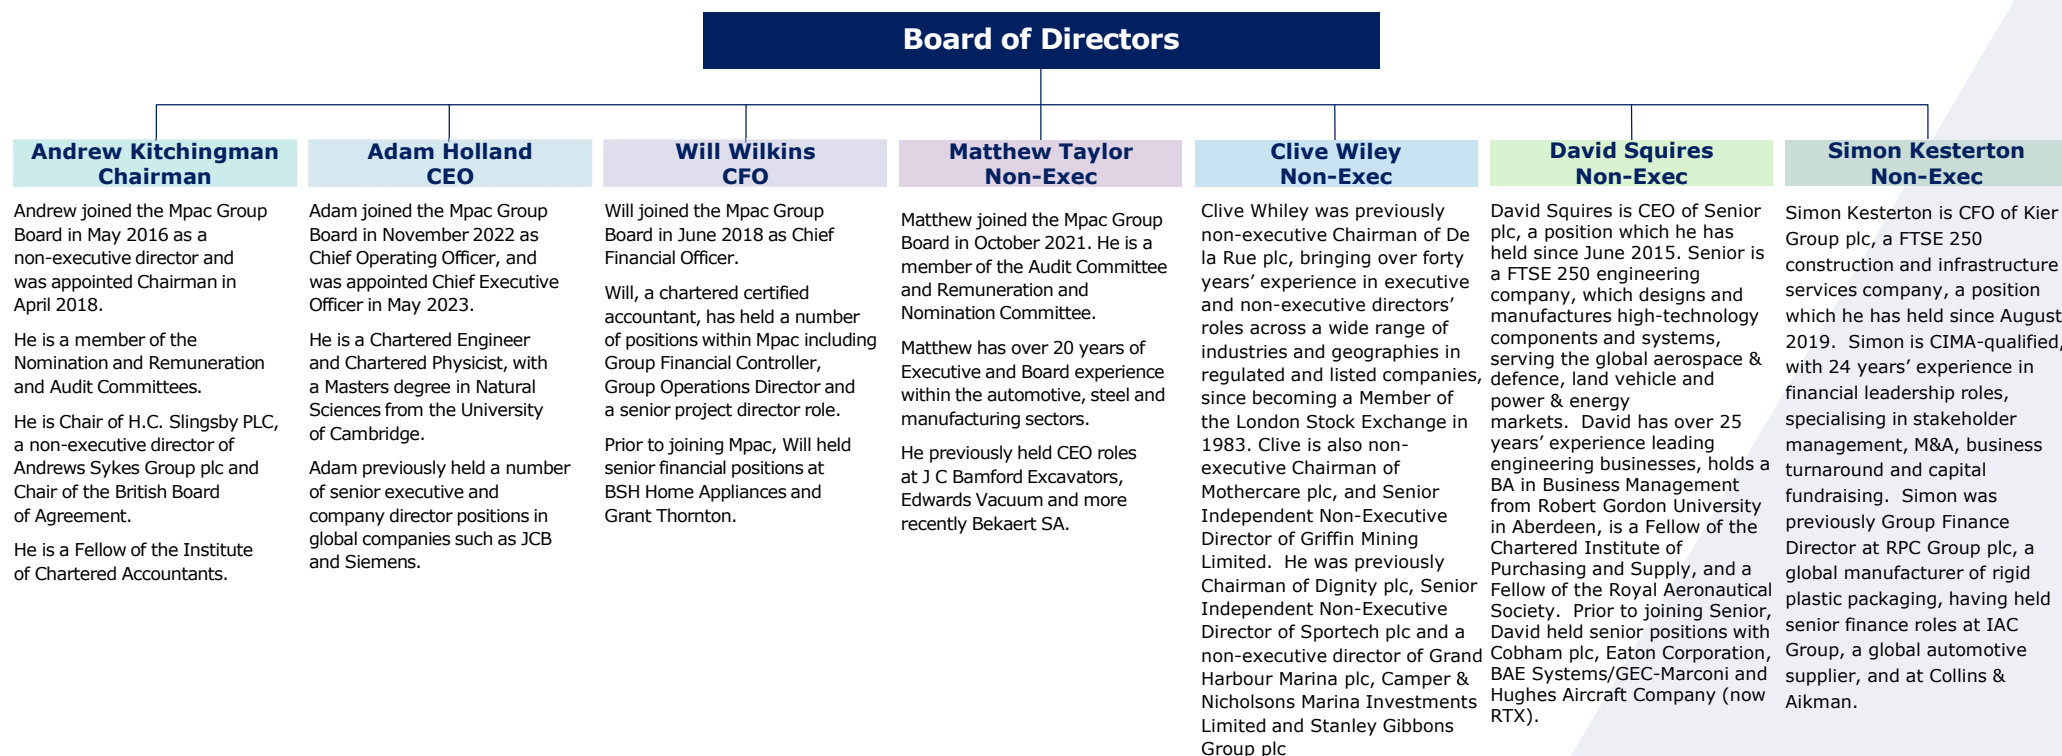 Board of Directors
Andrew Kitchingman
Chairman
Andrew joined the Mpac Group
Board in May 2016 as a
non-executive director and
was appointed Chairman in
April 2018.
He is a member of the
Nomination and Remuneration
and Audit Committees.
He is Chair of H.C. Slingsby PLC,
a non-executive director of
Andrews Sykes Group plc and
Chair of the British Board
of Agreement.
He is a Fellow of the Institute
of Chartered Accountants.
Adam Holland
CEO
Adam joined the Mpac Group
Board in November 2022 as
Chief Operating Officer, and
was appointed Chief Executive
Officer in May 2023.
He is a Chartered Engineer
and Chartered Physicist, with
a Masters degree in Natural
Sciences from the University
of Cambridge.
Adam previously held a number
of senior executive and
company director positions in
global companies such as JCB
and Siemens.
Will Wilkins
CFO
Will joined the Mpac Group
Board in June 2018 as Chief
Financial Officer.
Will, a chartered certified
accountant, has held a number
of positions within Mpac including
Group Financial Controller,
Group Operations Director and
a senior project director role.
Prior to joining Mpac, Will held
senior financial positions at
BSH Home Appliances and
Grant Thornton.
Matthew Taylor
Non-Exec
Matthew joined the Mpac Group
Board in October 2021. He is a
member of the Audit Committee
and Remuneration and
Nomination Committee.
Matthew has over 20 years of
Executive and Board experience
within the automotive, steel and
manufacturing sectors.
He previously held CEO roles
at J C Bamford Excavators,
Edwards Vacuum and more
recently Bekaert SA.
Clive Wiley
Non-Exec
Clive Whiley was previously
non-executive Chairman of De
la Rue plc, bringing over forty
years’ experience in executive
and non-executive directors’
roles across a wide range of
industries and geographies in
regulated and listed companies,
since becoming a Member of
the London Stock Exchange in
1983. Clive is also non-
executive Chairman of
Mothercare plc, and Senior
Independent Non-Executive
Director of Griffin Mining
Limited. He was previously
Chairman of Dignity plc, Senior
Independent Non-Executive
Director of Sportech plc and a
non-executive director of Grand
Harbour Marina plc, Camper &
Nicholsons Marina Investments
Limited and Stanley Gibbons
Group plc
David Squires
Non-Exec
David Squires is CEO of Senior
plc, a position which he has
held since June 2015. Senior is
a FTSE 250 engineering
company, which designs and
manufactures high-technology
components and systems,
serving the global aerospace &
defence, land vehicle and
power & energy
markets. David has over 25
years’ experience leading
engineering businesses, holds a
BA in Business Management
from Robert Gordon University
in Aberdeen, is a Fellow of the
Chartered Institute of
Purchasing and Supply, and a
Fellow of the Royal Aeronautical
Society. Prior to joining Senior,
David held senior positions with
Cobham plc, Eaton Corporation,
BAE Systems/GEC-Marconi and
Hughes Aircraft Company (now
RTX).
Simon Kesterton
Non-Exec
Simon Kesterton is CFO of Kier
Group plc, a FTSE 250
construction and infrastructure
services company, a position
which he has held since August
2019. Simon is CIMA-qualified,
with 24 years’ experience in
financial leadership roles,
specialising in stakeholder
management, M&A, business
turnaround and capital
fundraising. Simon was
previously Group Finance
Director at RPC Group plc, a
global manufacturer of rigid
plastic packaging, having held
senior finance roles at IAC
Group, a global automotive
supplier, and at Collins &
Aikman.